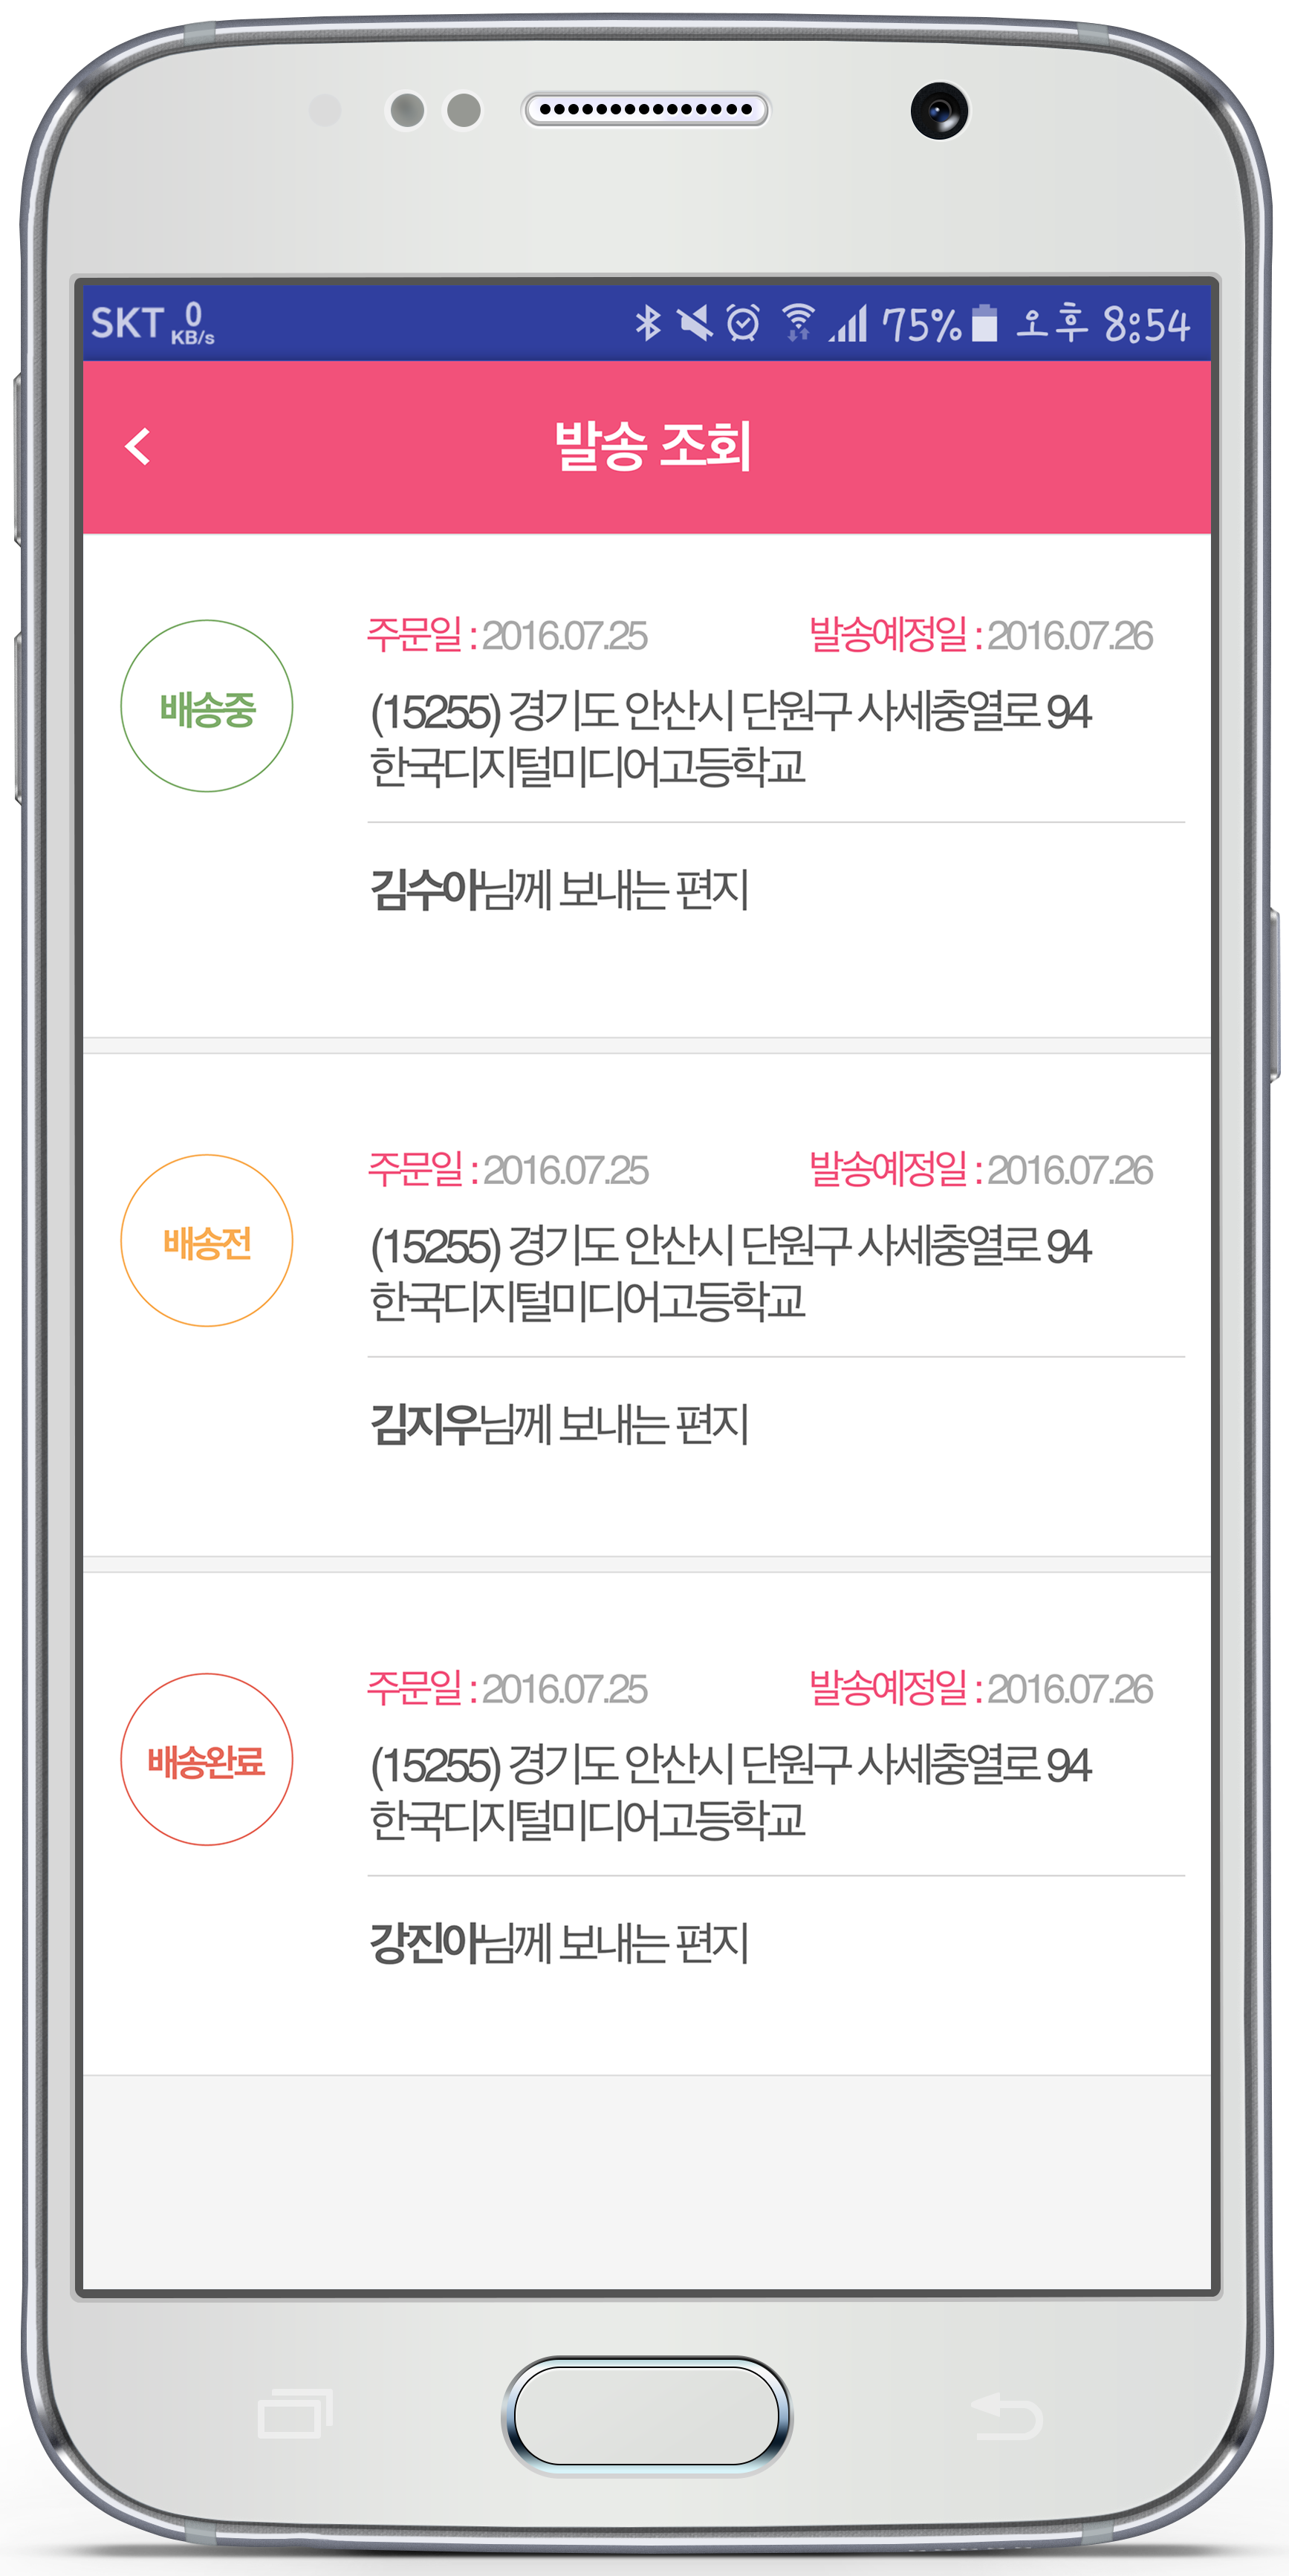 SKT 0 KB/s 75% 오후 8:54
발송 조회
주문일 : 2016.07.25 발송예정일 : 2016.07.26
배송중
(15255) 경기도 안산시 단원구 사세충열로 94
한국디지털미디어고등학교
김수아님께 보내는 편지
주문일 : 2016.07.25 발송예정일 : 2016.07.26
배송전
(15255) 경기도 안산시 단원구 사세충열로 94
한국디지털미디어고등학교
김지우님께 보내는 편지
주문일 : 2016.07.25 발송예정일 : 2016.07.26
배송완료
(15255) 경기도 안산시 단원구 사세충열로 94
한국디지털미디어고등학교
강진아님께 보내는 편지